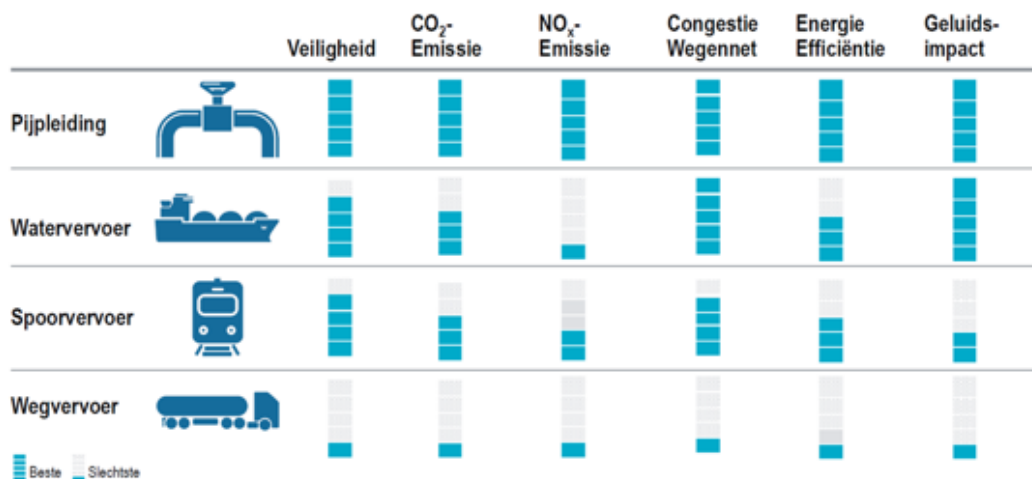 Veiligheid
CO₂-
Emissie
NOₓ-
Emissie
Congestie
Wegennet
Energie
Efficiëntie
Geluids-
impact
Pijpleiding
Watervervoer
Spoorvervoer
Wegvervoer
Beste
Slechtste